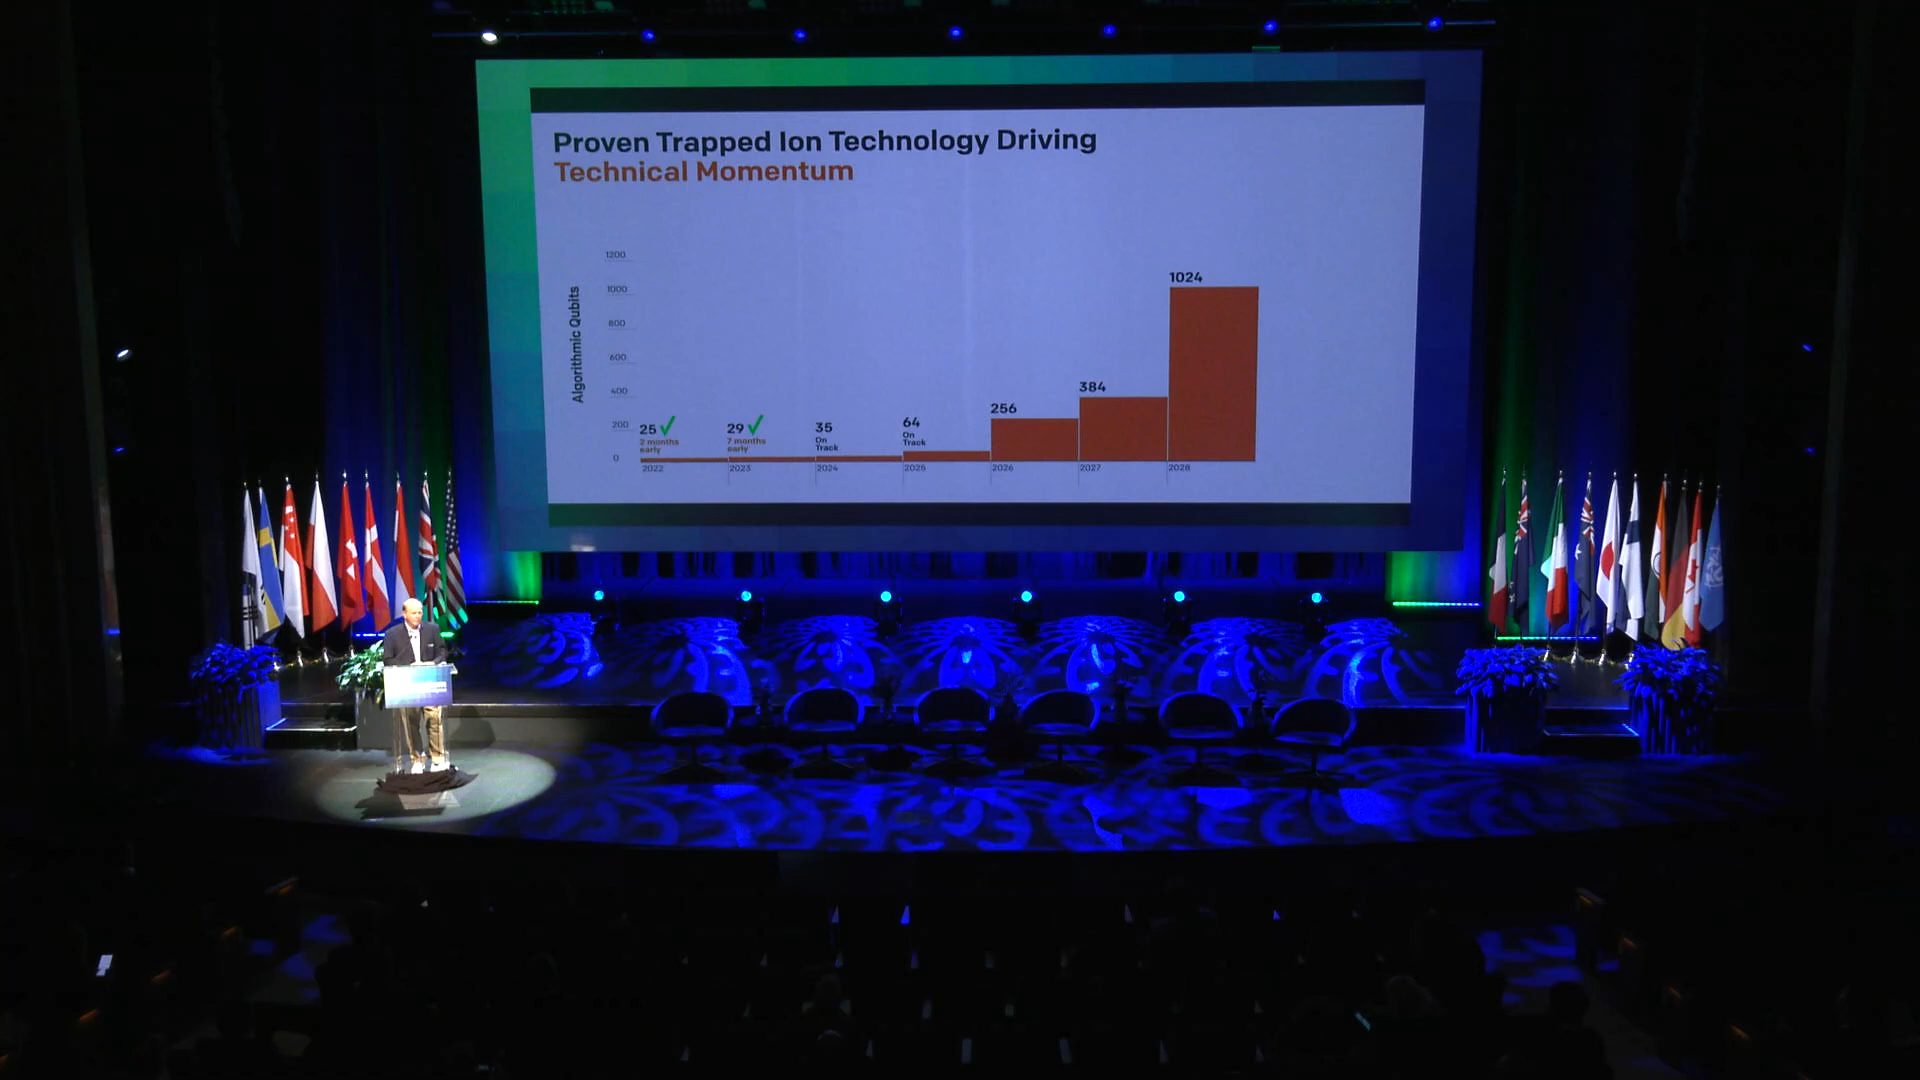 Proven Trapped Ion Technology Driving
Technical Momentum
Algorithmic Qubits
1200
1000
800
600
400
200
0
25 ✓
2 months
early
29 ✓
7 months
early
35
On
Track
64
On
Track
256
384
1024
2022
2023
2024
2025
2026
2027
2028